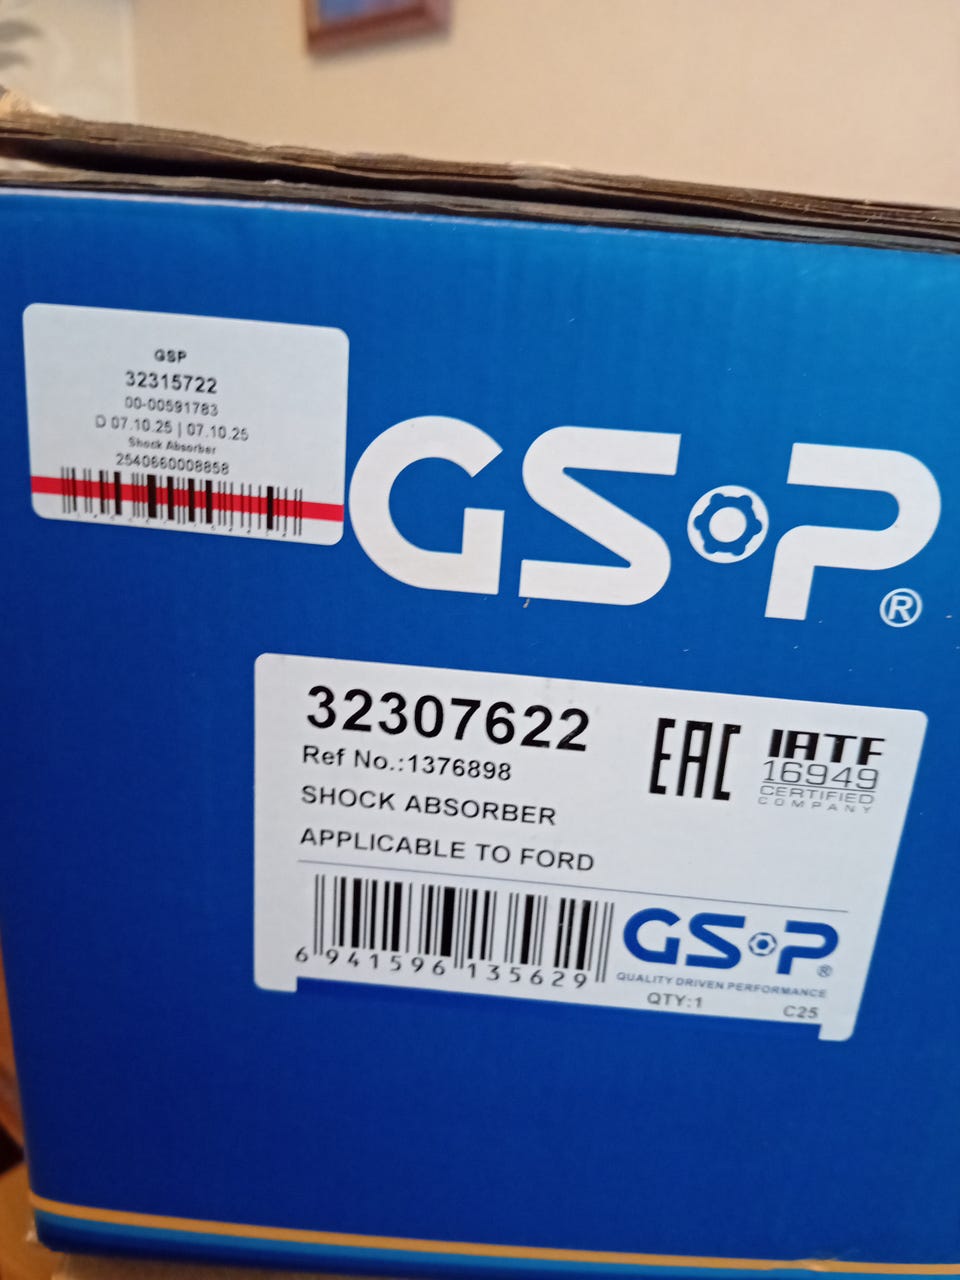 GSP
32315722
00-00591783
D 07.10.25 | 07.10.25
Shock Absorber
2540660008858
GSP®
32307622
Ref No.:1376898
SHOCK ABSORBER
APPLICABLE TO FORD
EAC
IATF
16949
CERTIFIED
COMPANY
6 941596 135629
GSP®
QUALITY DRIVEN PERFORMANCE
QTY:1
C25